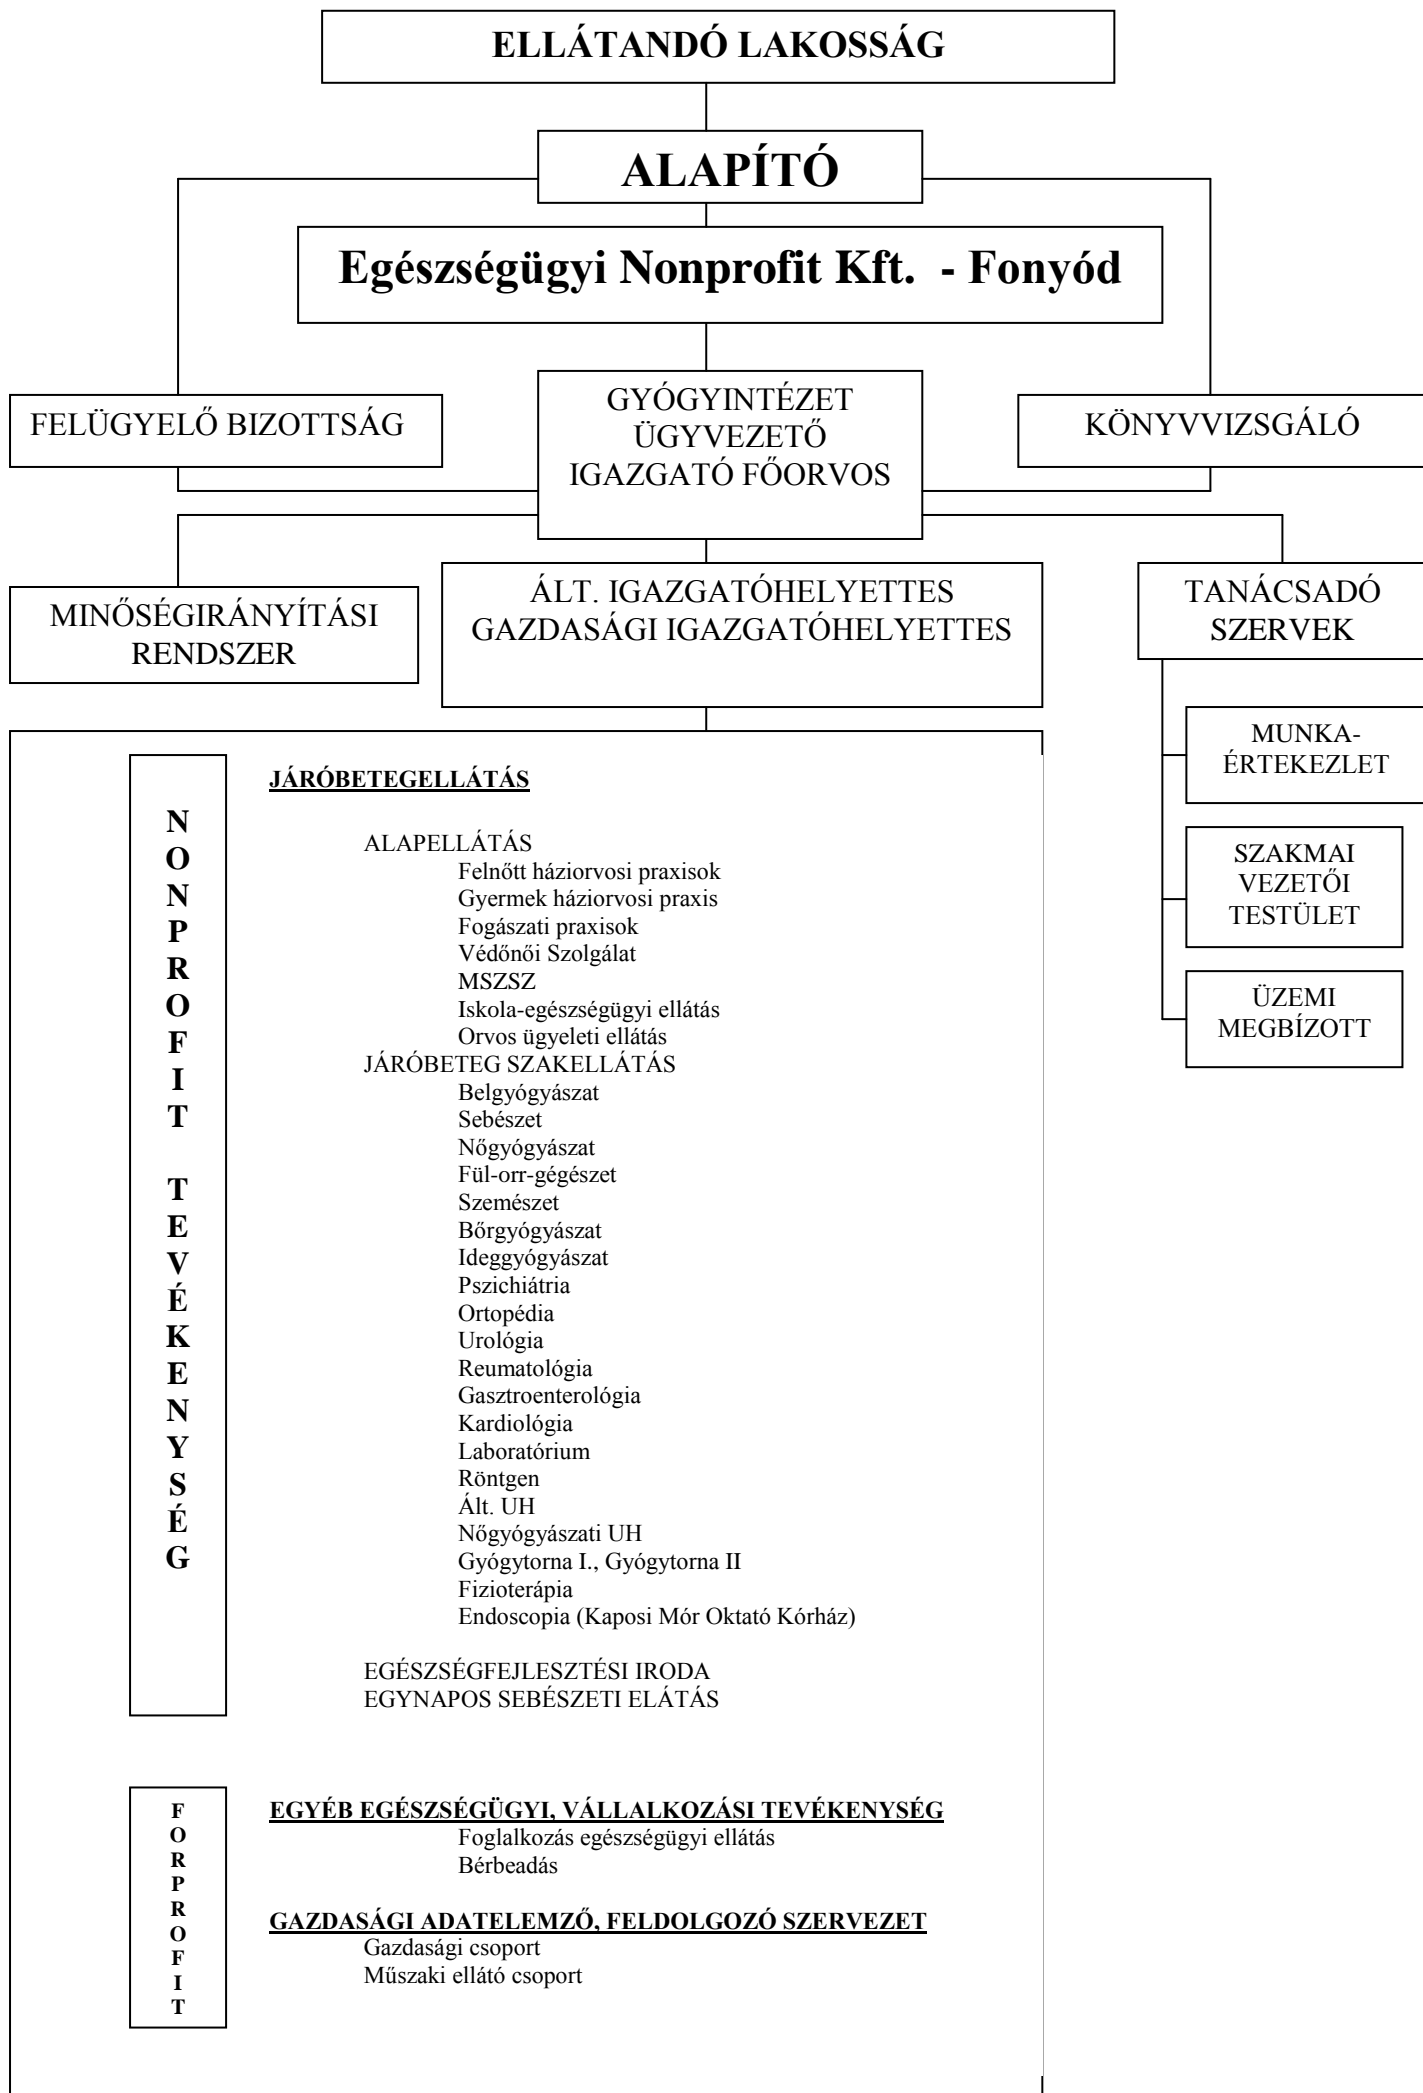 ELLÁTANDÓ LAKOSSÁG
ALAPÍTÓ
Egészségügyi Nonprofit Kft.  - Fonyód
FELÜGYELŐ BIZOTTSÁG
GYÓGYINTÉZET
ÜGYVEZETŐ
IGAZGATÓ FŐORVOS
KÖNYVVIZSGÁLÓ
MINŐSÉGIRÁNYÍTÁSI
RENDSZER
ÁLT. IGAZGATÓHELYETTES
GAZDASÁGI IGAZGATÓHELYETTES
TANÁCSADÓ
SZERVEK
MUNKA-
ÉRTEKEZLET
SZAKMAI
VEZETŐI
TESTÜLET
ÜZEMI
MEGBÍZOTT
NONPROFIT TEVÉKENYSÉG
JÁRÓBETEGELLÁTÁS
ALAPELLÁTÁS
Felnőtt háziorvosi praxisok
Gyermek háziorvosi praxis
Fogászati praxisok
Védőnői Szolgálat
MSZSZ
Iskola-egészségügyi ellátás
Orvos ügyeleti ellátás
JÁRÓBETEG SZAKELLÁTÁS
Belgyógyászat
Sebészet
Nőgyógyászat
Fül-orr-gégészet
Szemészet
Bőrgyógyászat
Ideggyógyászat
Pszichiátria
Ortopédia
Urológia
Reumatológia
Gasztroenterológia
Kardiológia
Laboratórium
Röntgen
Ált. UH
Nőgyógyászati UH
Gyógytorna I., Gyógytorna II
Fizioterápia
Endoscopia (Kaposi Mór Oktató Kórház)
EGÉSZSÉGFEJLESZTÉSI IRODA
EGYNAPOS SEBÉSZETI ELÁTÁS
FORPROFIT
EGYÉB EGÉSZSÉGÜGYI, VÁLLALKOZÁSI TEVÉKENYSÉG
Foglalkozás egészségügyi ellátás
Bérbeadás
GAZDASÁGI ADATELEMZŐ, FELDOLGOZÓ SZERVEZET
Gazdasági csoport
Műszaki ellátó csoport